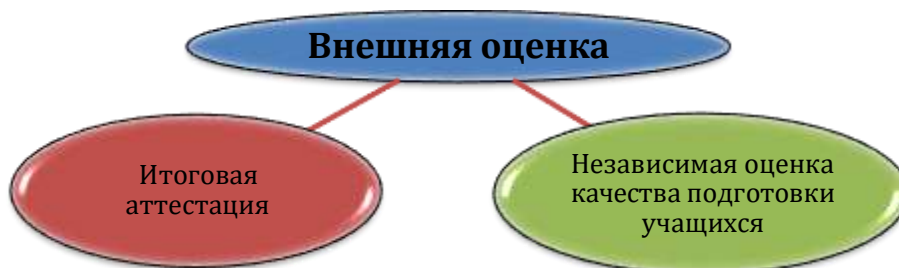 Внешняя оценка
Итоговая
аттестация
Независимая оценка
качества подготовки
учащихся